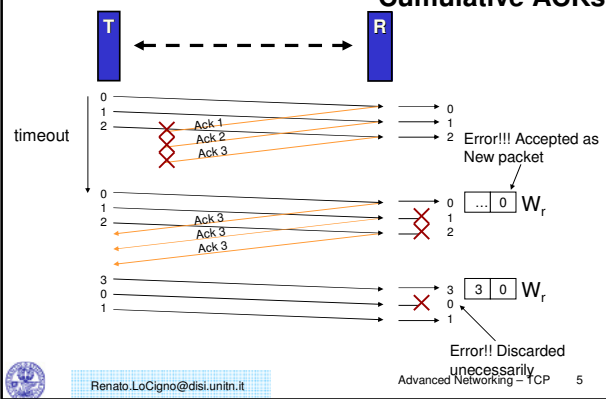 Cumulative ACKs
T
R
0
1
2
timeout
Ack 1
Ack 2
Ack 3
0
1
2
Error!!! Accepted as
New packet
0
1
2
Ack 3
Ack 3
Ack 3
0
1
2
... 0 Wr
3
0
1
3
0
1
3 0 Wr
Error!! Discarded
unecessarily
Renato.LoCigno@disi.unitn.it
Advanced Networking – TCP 5